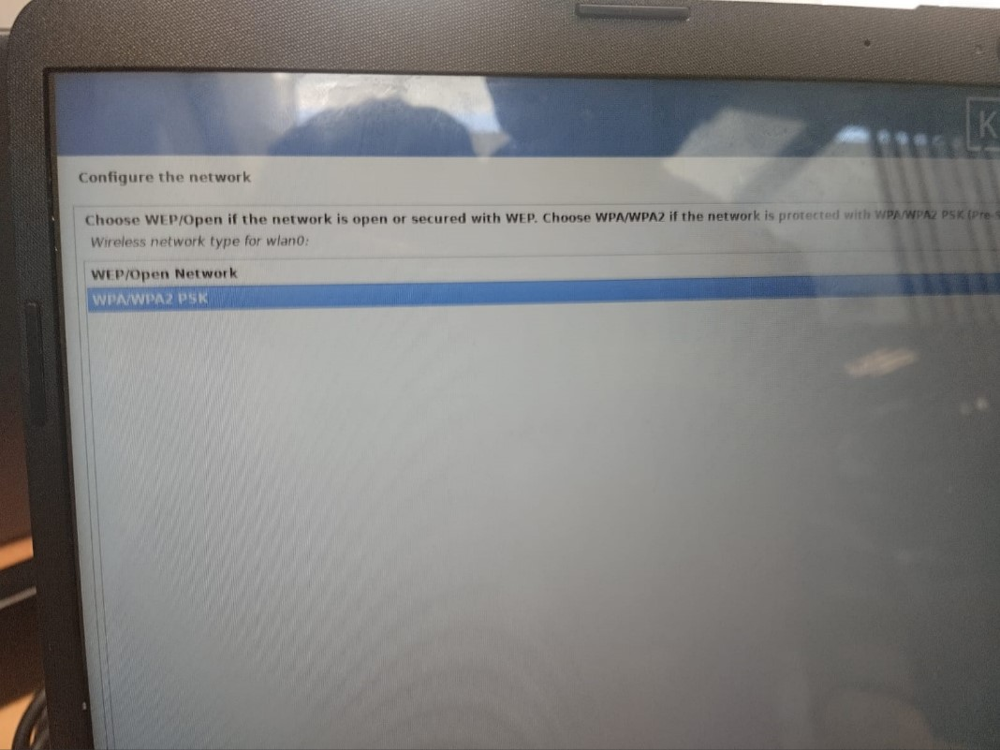 K
Configure the network
Choose WEP/Open if the network is open or secured with WEP. Choose WPA/WPA2 if the network is protected with WPA/WPA2 PSK (Pre-S
Wireless network type for wlan0:
WEP/Open Network
WPA/WPA2 PSK